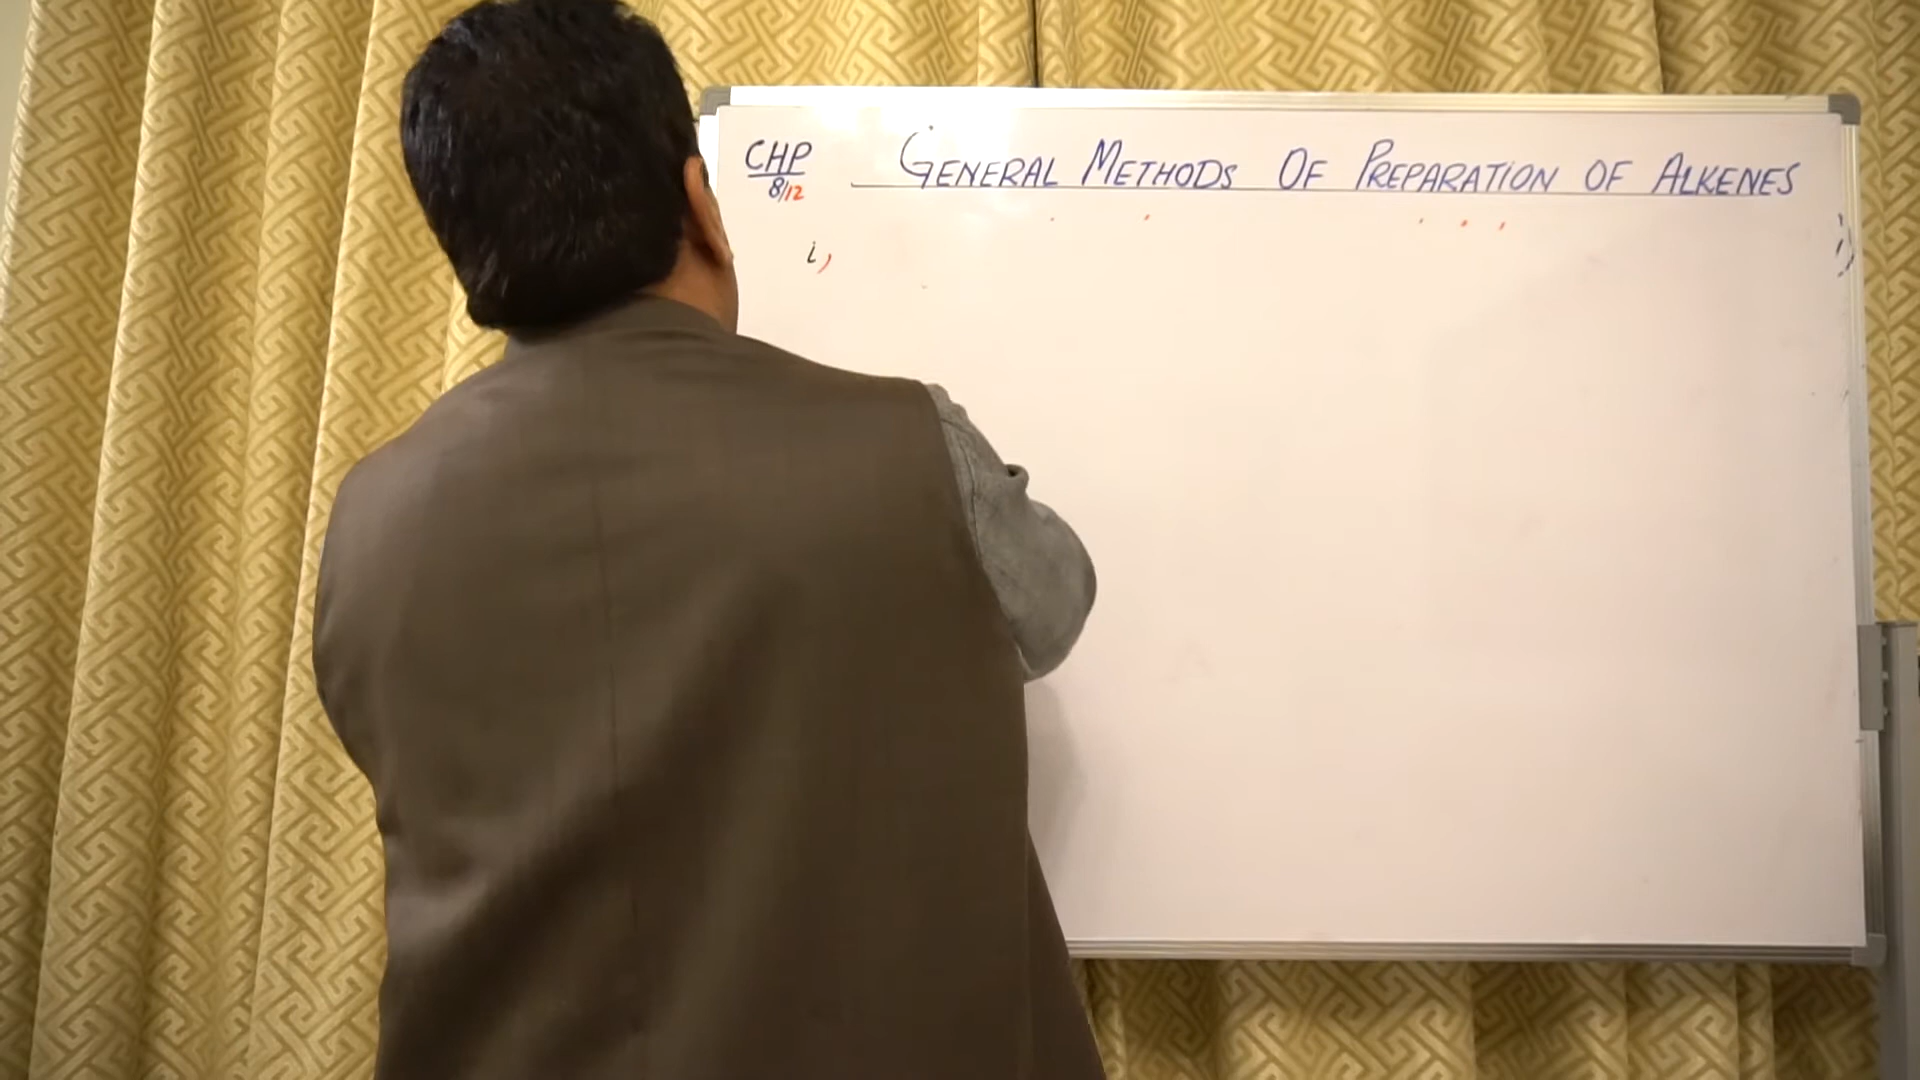 CHP GENERAL METHODS OF PREPARATION OF ALKENES
8/12
i)